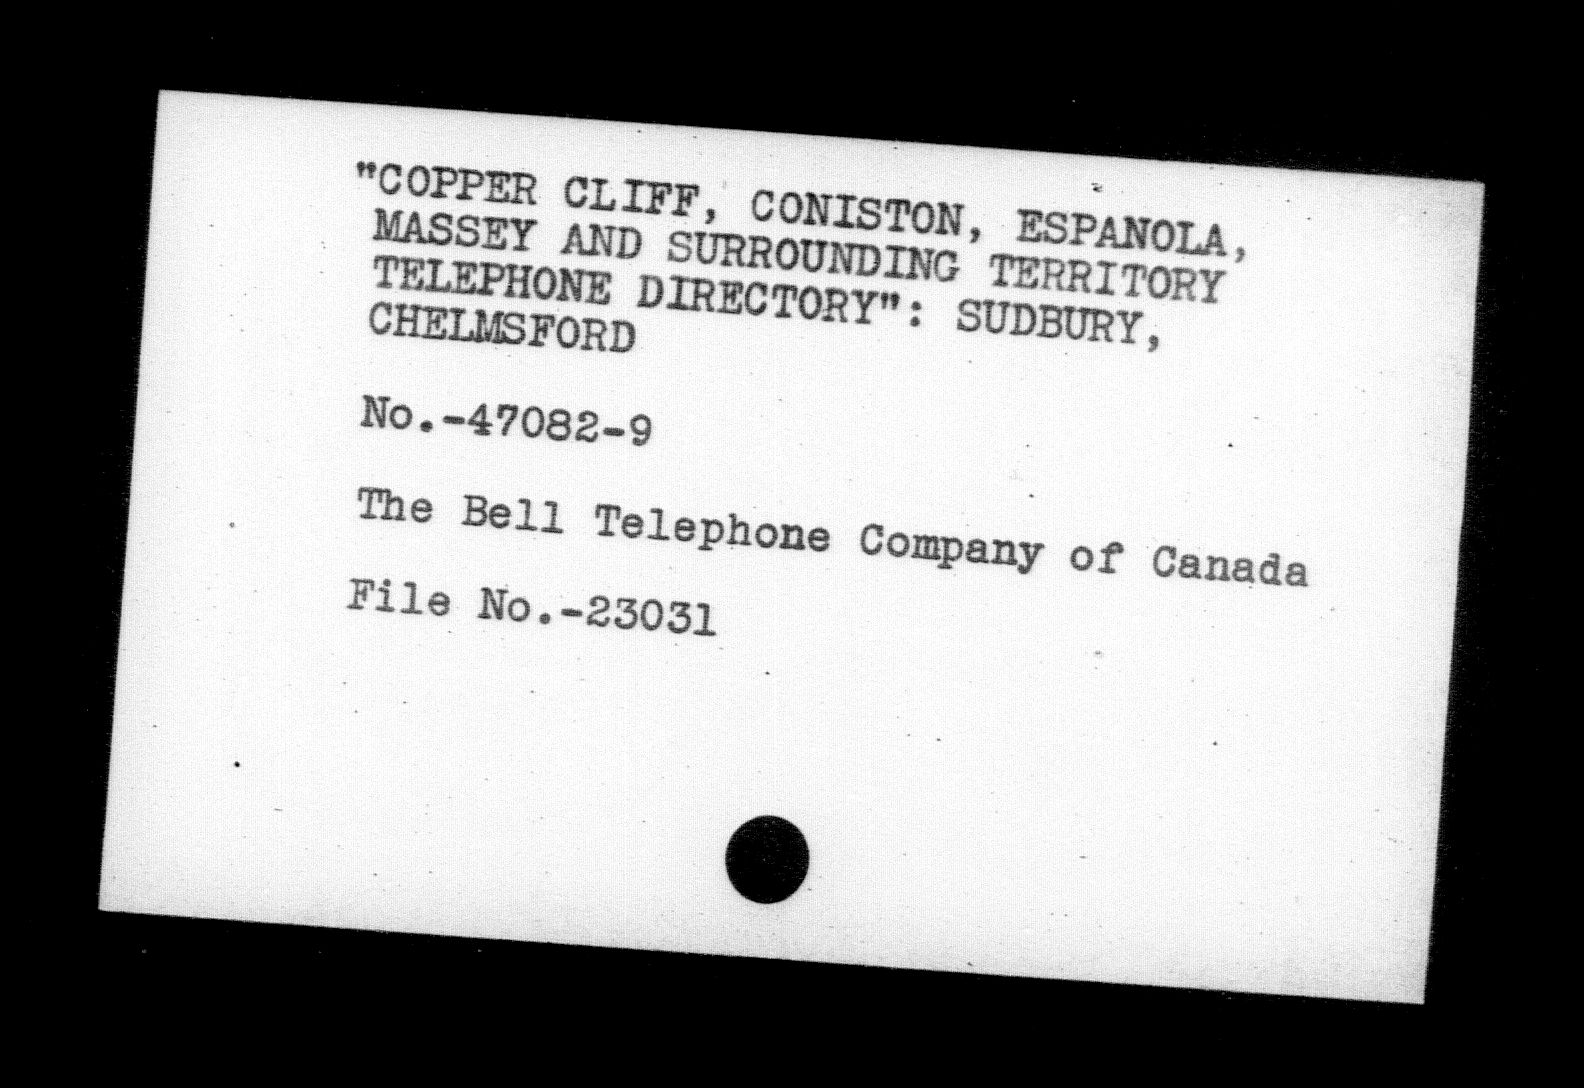 "COPPER CLIFF, CONISTON, ESPANOLA,
MASSEY AND SURROUNDING TERRITORY
TELEPHONE DIRECTORY": SUDBURY,
CHELMSFORD
No.-47082-9
The Bell Telephone Company of Canada
File No.-23031